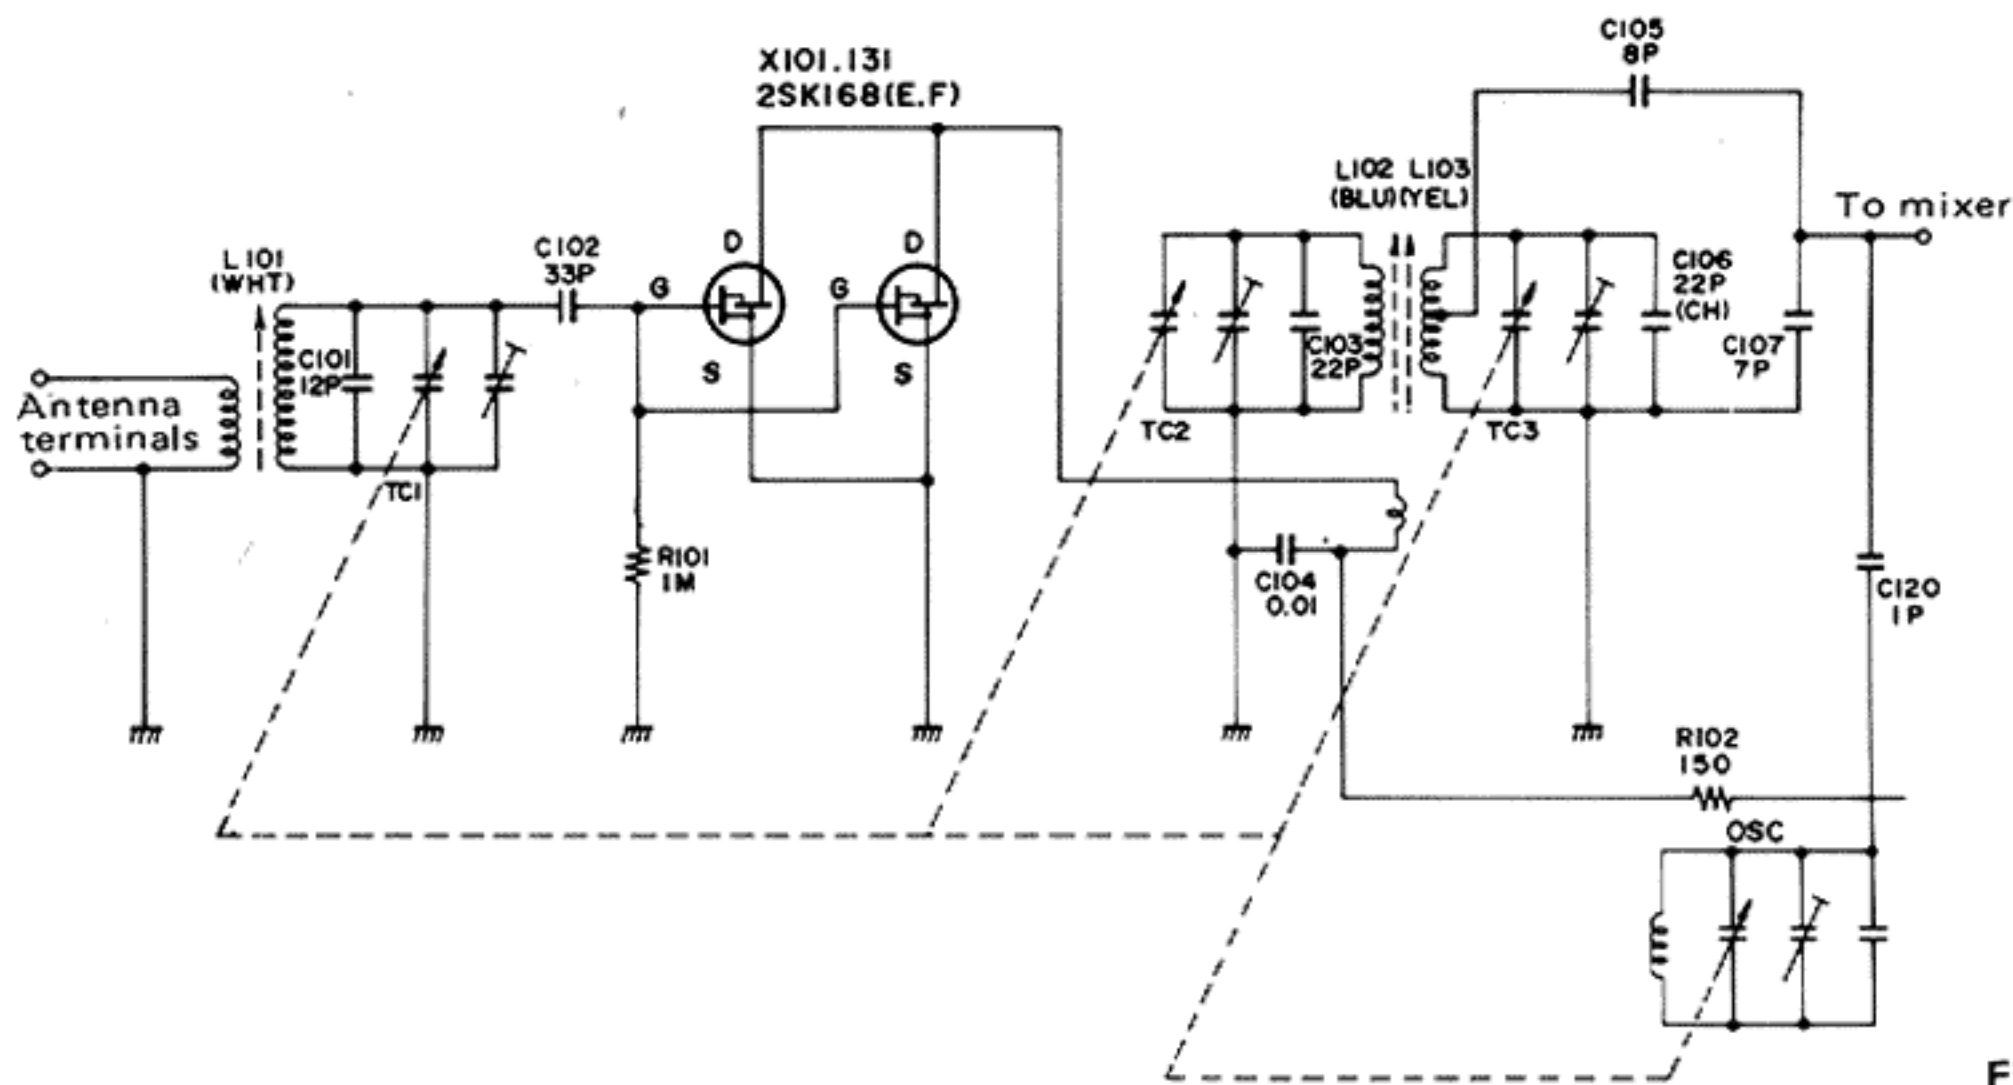 C105
8P
X101.131
2SK168(E.F)
L102 L103
(BLU)(YEL)
To mixer
L101
(WHT)
C102
33P
D
D
G
G
S
S
C106
22P
(CH)
C101
12P
C103
22P
C107
7P
Antenna
terminals
TC1
TC2
TC3
R101
1M
C104
0.01
C120
1P
R102
150
OSC
F